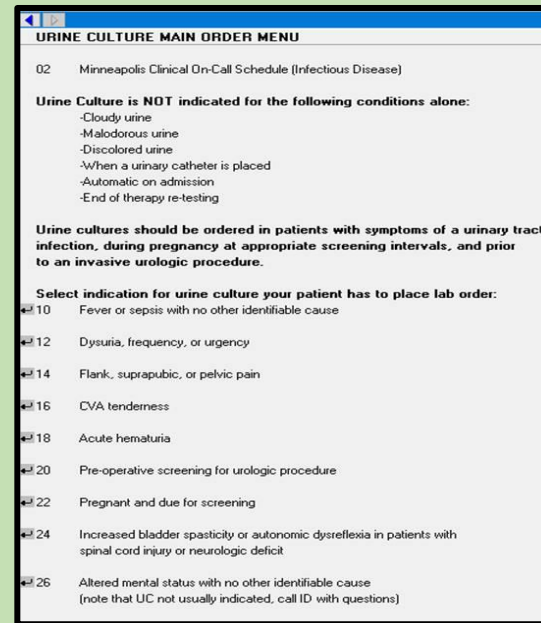 URINE CULTURE MAIN ORDER MENU
02 Minneapolis Clinical On-Call Schedule (Infectious Disease)
Urine Culture is NOT indicated for the following conditions alone:
-Cloudy urine
-Malodorous urine
-Discolored urine
-When a urinary catheter is placed
-Automatic on admission
-End of therapy re-testing
Urine cultures should be ordered in patients with symptoms of a urinary tract
infection, during pregnancy at appropriate screening intervals, and prior
to an invasive urologic procedure.
Select indication for urine culture your patient has to place lab order:
10 Fever or sepsis with no other identifiable cause
12 Dysuria, frequency, or urgency
14 Flank, suprapubic, or pelvic pain
16 CVA tenderness
18 Acute hematuria
20 Pre-operative screening for urologic procedure
22 Pregnant and due for screening
24 Increased bladder spasticity or autonomic dysreflexia in patients with
spinal cord injury or neurologic deficit
26 Altered mental status with no other identifiable cause
(note that UC not usually indicated, call ID with questions)